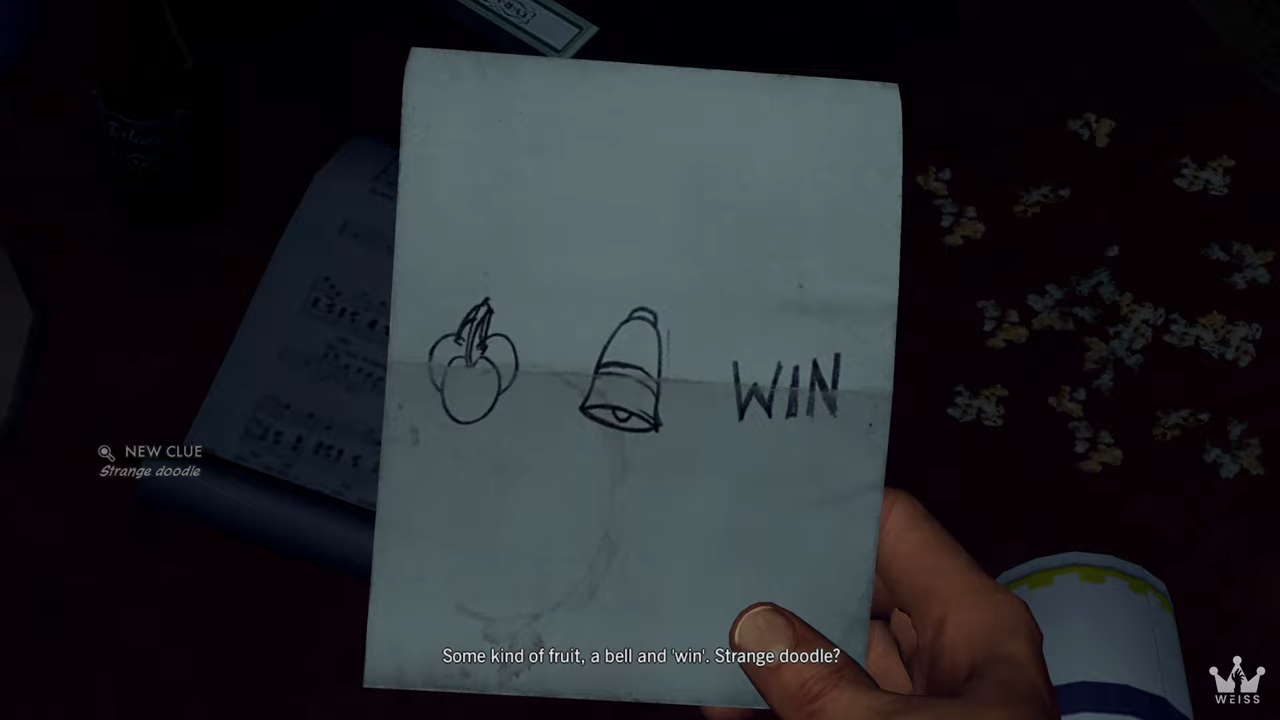 WIN
NEW CLUE
Strange doodle
Some kind of fruit, a bell and 'win'. Strange doodle?
WEISS